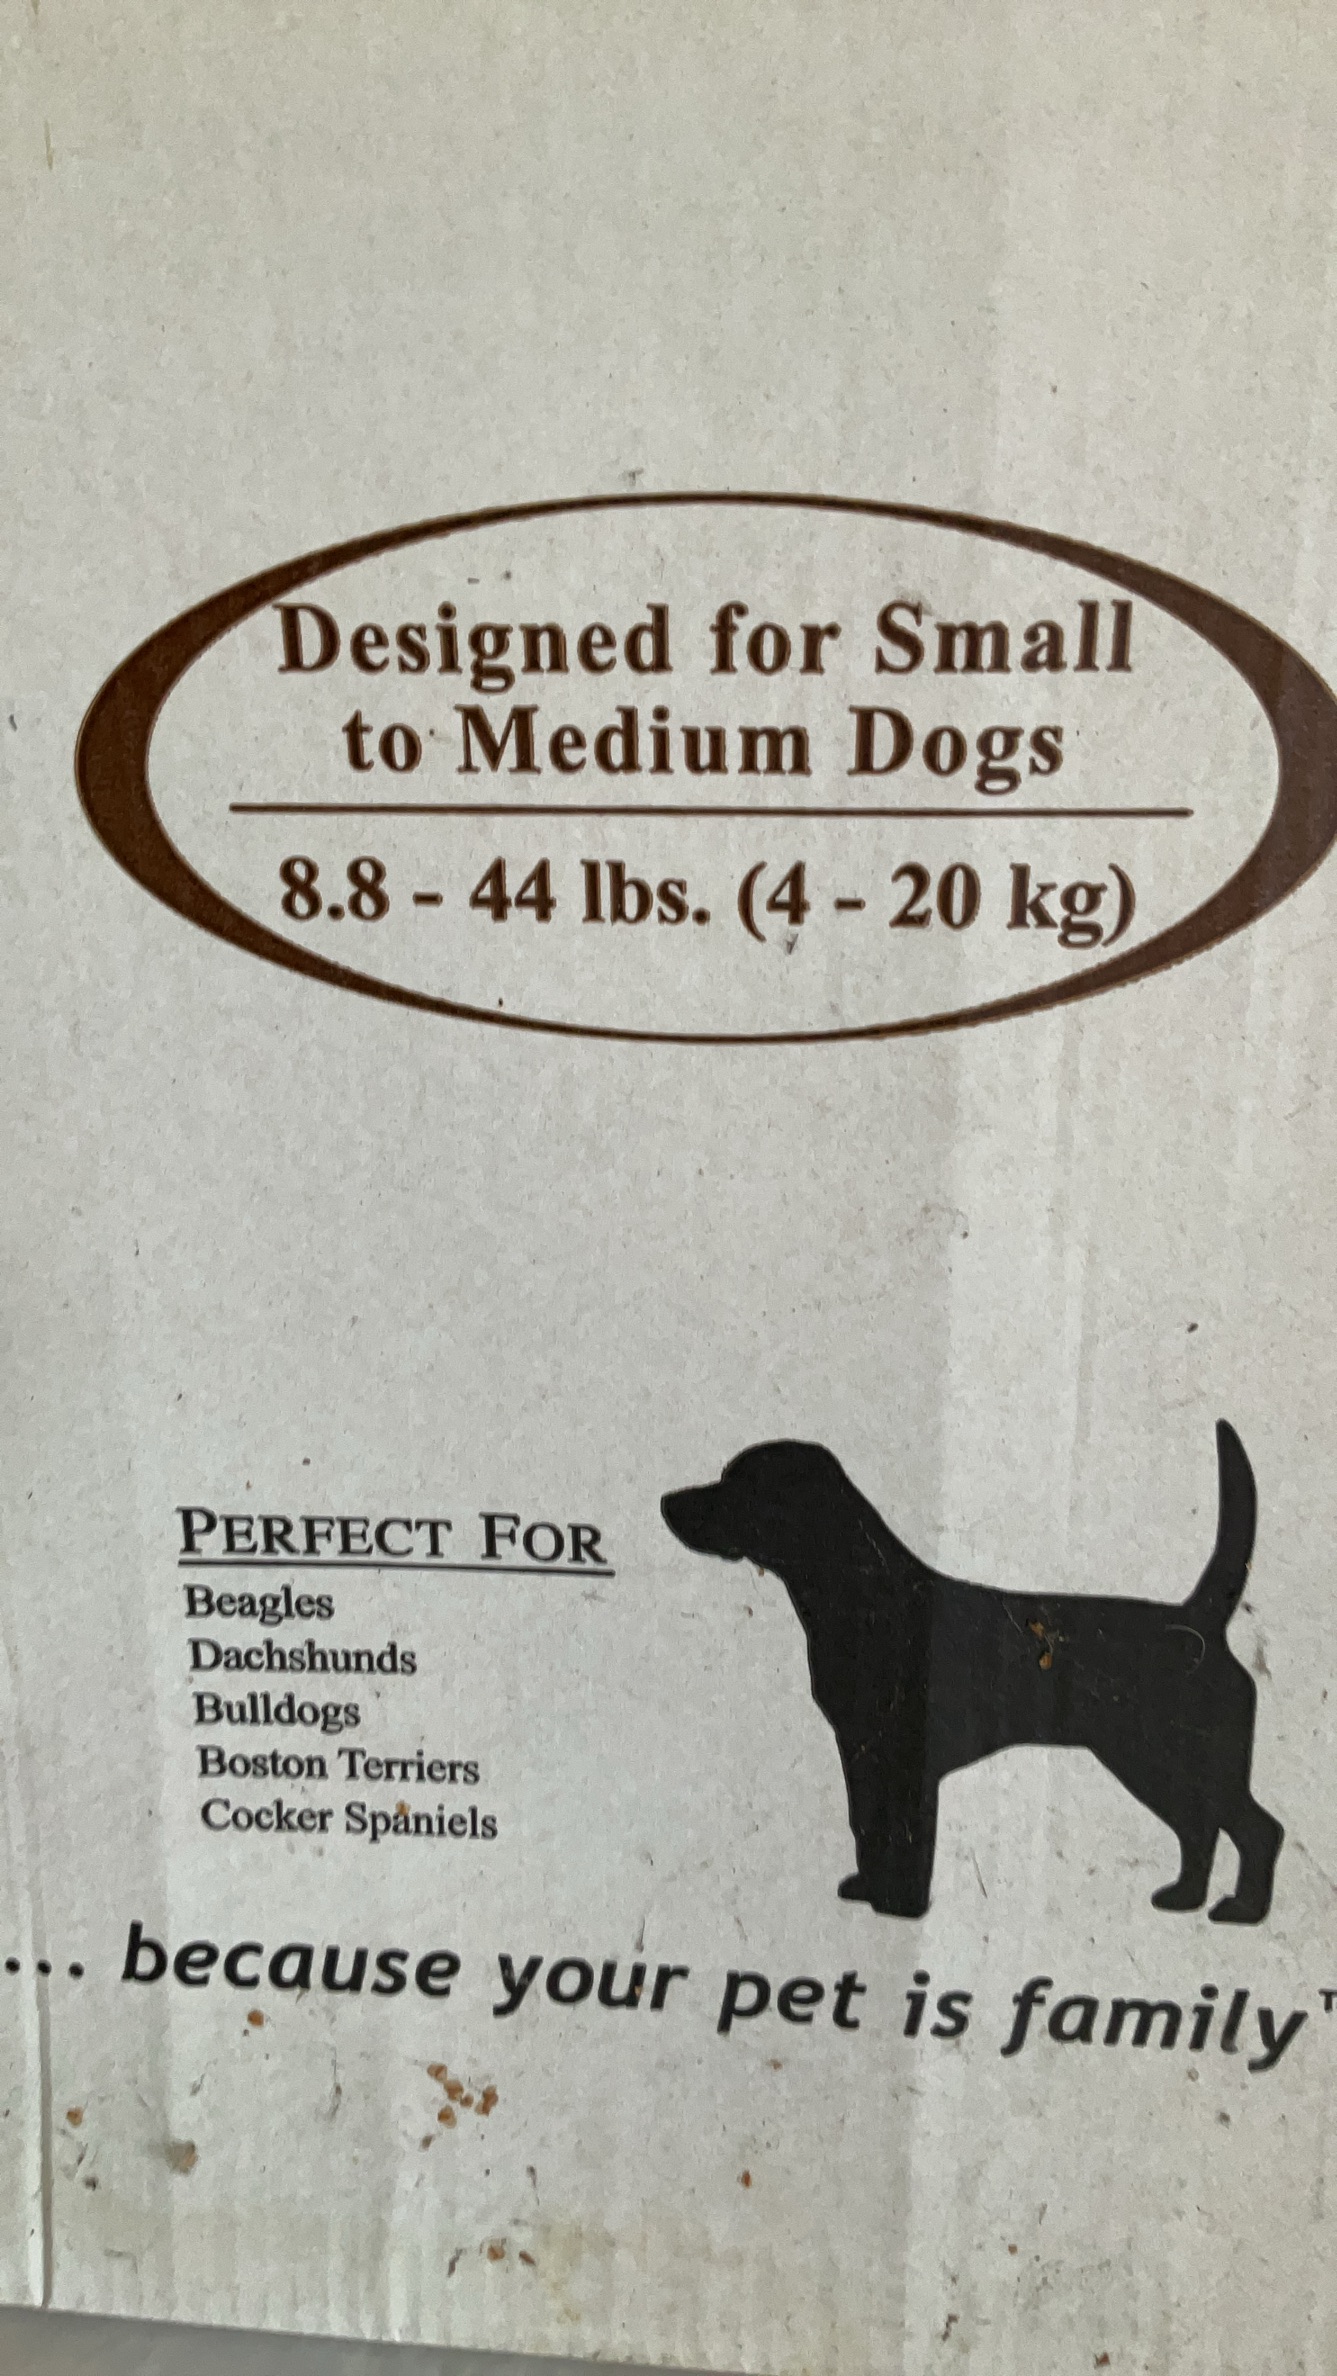 Designed for Small
to Medium Dogs
8.8 - 44 lbs. (4 - 20 kg)
PERFECT FOR
Beagles
Dachshunds
Bulldogs
Boston Terriers
Cocker Spaniels
... because your pet is family